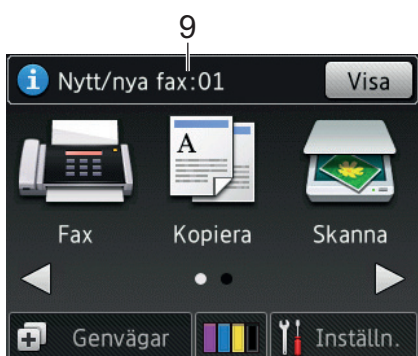 9
Nytt/nya fax:01 Visa
A
Fax Kopiera Skanna
Genvägar Inställn.